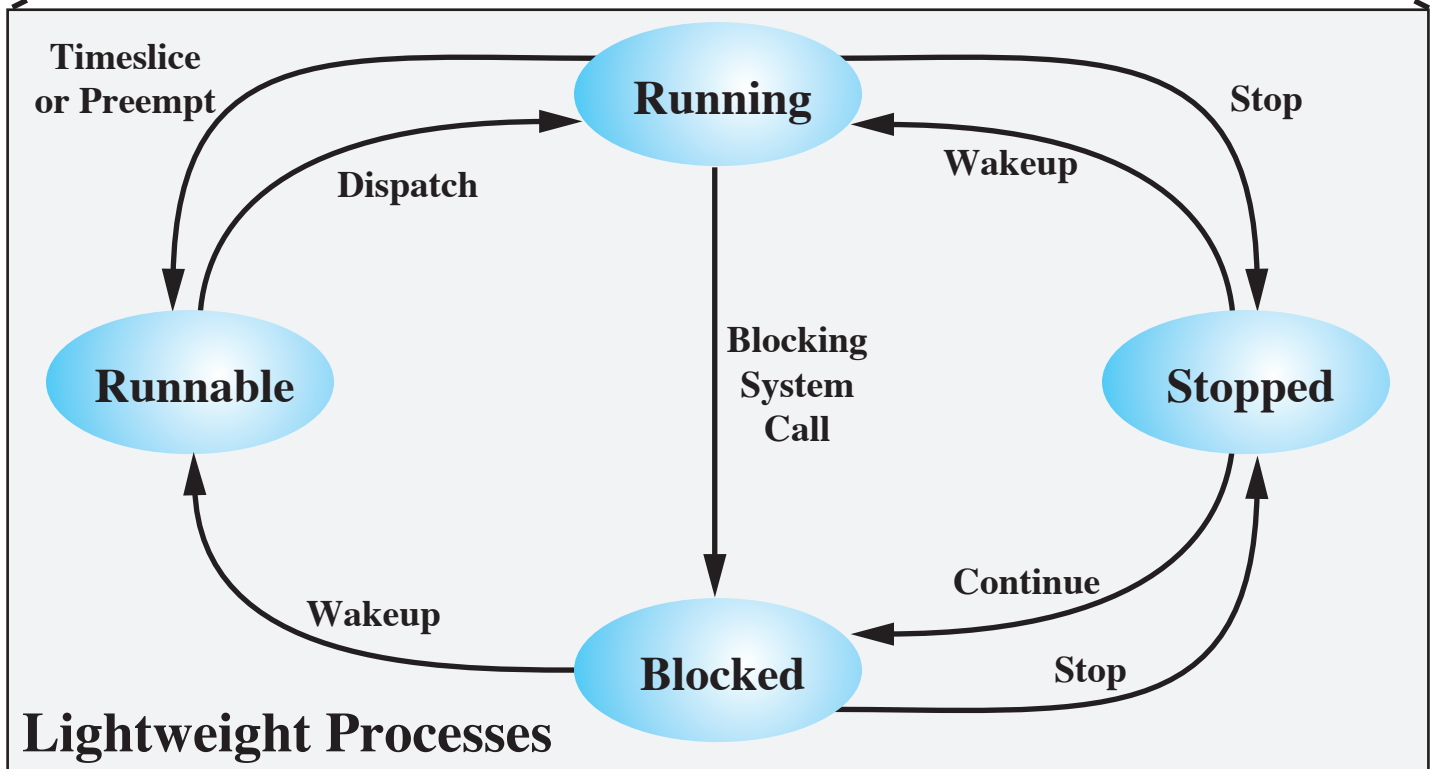 Timeslice
or Preempt
Running
Stop
Wakeup
Dispatch
Blocking
System
Call
Runnable
Stopped
Continue
Wakeup
Blocked
Stop
Lightweight Processes